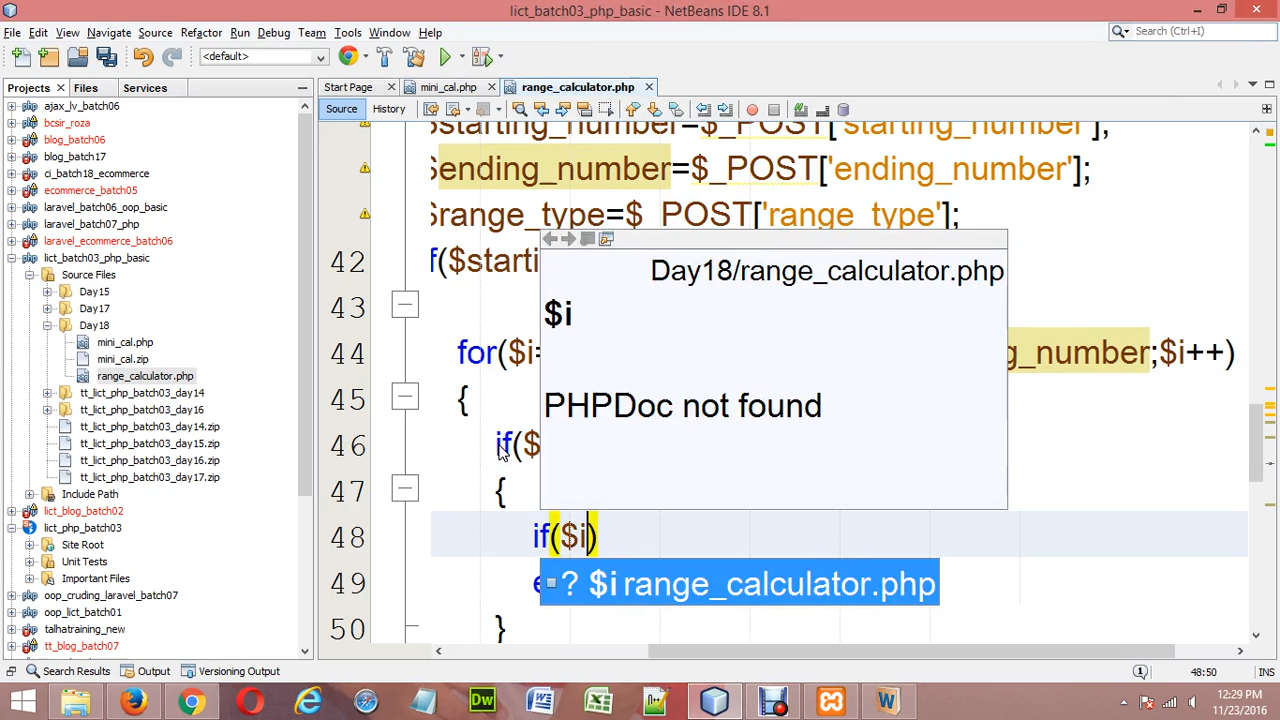 lict_batch03_php_basic - NetBeans IDE 8.1
File Edit View Navigate Source Refactor Run Debug Team Tools Window Help
Search (Ctrl+I)
<default>
Projects Files Services
Start Page mini_cal.php range_calculator.php
Source History
ajax_lv_batch06
bcsir_roza
blog_batch06
blog_batch17
ci_batch18_ecommerce
ecommerce_batch05
laravel_batch06_oop_basic
laravel_batch07_php
laravel_ecommerce_batch06
lict_batch03_php_basic
Source Files
Day15
Day17
Day18
mini_cal.php
mini_cal.zip
range_calculator.php
tt_lict_php_batch03_day14
tt_lict_php_batch03_day16
tt_lict_php_batch03_day14.zip
tt_lict_php_batch03_day15.zip
tt_lict_php_batch03_day16.zip
tt_lict_php_batch03_day17.zip
Include Path
lict_batch02
lict_php_batch03
Site Root
Unit Tests
Important Files
oop_cruding_laravel_batch07
oop_lict_batch01
talhatraining_new
tt_blog_batch07
$starting_number=$_POST['starting_number'];
$ending_number=$_POST['ending_number'];
$range_type=$_POST['range_type'];
42 if($starti
43
44 for($i= g_number;$i++)
45 {
46 if($
47 {
48 if($i)
49 e
50 }
Day18/range_calculator.php
$i
PHPDoc not found
? $i range_calculator.php
Search Results Output Versioning Output
48:50 INS
12:29 PM
11/23/2016